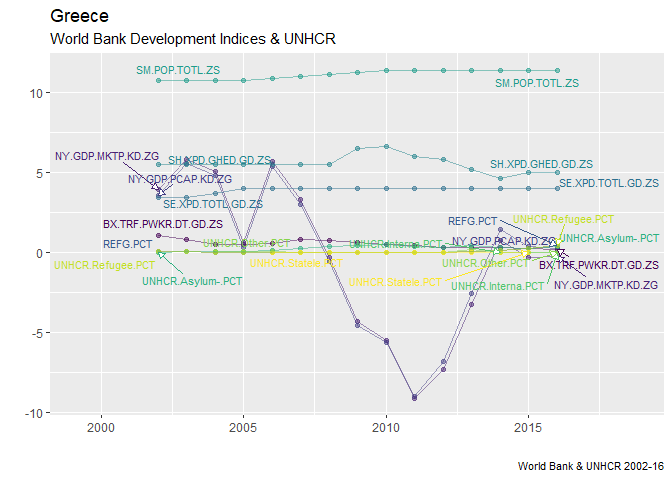 Greece
World Bank Development Indices & UNHCR
SM.POP.TOTL.ZS
SM.POP.TOTL.ZS
10
NY.GDP.MKTP.KD.ZG
SH.XPD.GHED.GD.ZS
SH.XPD.GHED.GD.ZS
NY.GDP.PCAP.KD.ZG
SE.XPD.TOTL.GD.ZS
5
SE.XPD.TOTL.GD.ZS
BX.TRF.PWKR.DT.GD.ZS
REFG.PCT
UNHCR.Refugee.PCT
REFG.PCT
UNHCR.Other.PCT
UNHCR.Interna.PCT
NY.GDP.PCAP.KD.ZG
UNHCR.Asylum-.PCT
0
UNHCR.Refugee.PCT
UNHCR.Statele.PCT
UNHCR.Other.PCT
BX.TRF.PWKR.DT.GD.ZS
UNHCR.Asylum-.PCT
UNHCR.Statele.PCT
UNHCR.Interna.PCT
NY.GDP.MKTP.KD.ZG
-5
-10
2000
2005
2010
2015
World Bank & UNHCR 2002-16